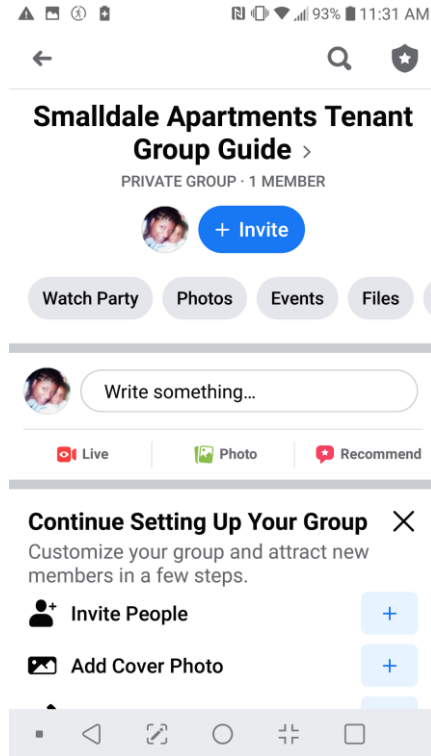 93% 11:31 AM
Smalldale Apartments Tenant
Group Guide >
PRIVATE GROUP · 1 MEMBER
+ Invite
Watch Party Photos Events Files
Write something...
Live Photo Recommend
Continue Setting Up Your Group
Customize your group and attract new
members in a few steps.
Invite People
Add Cover Photo